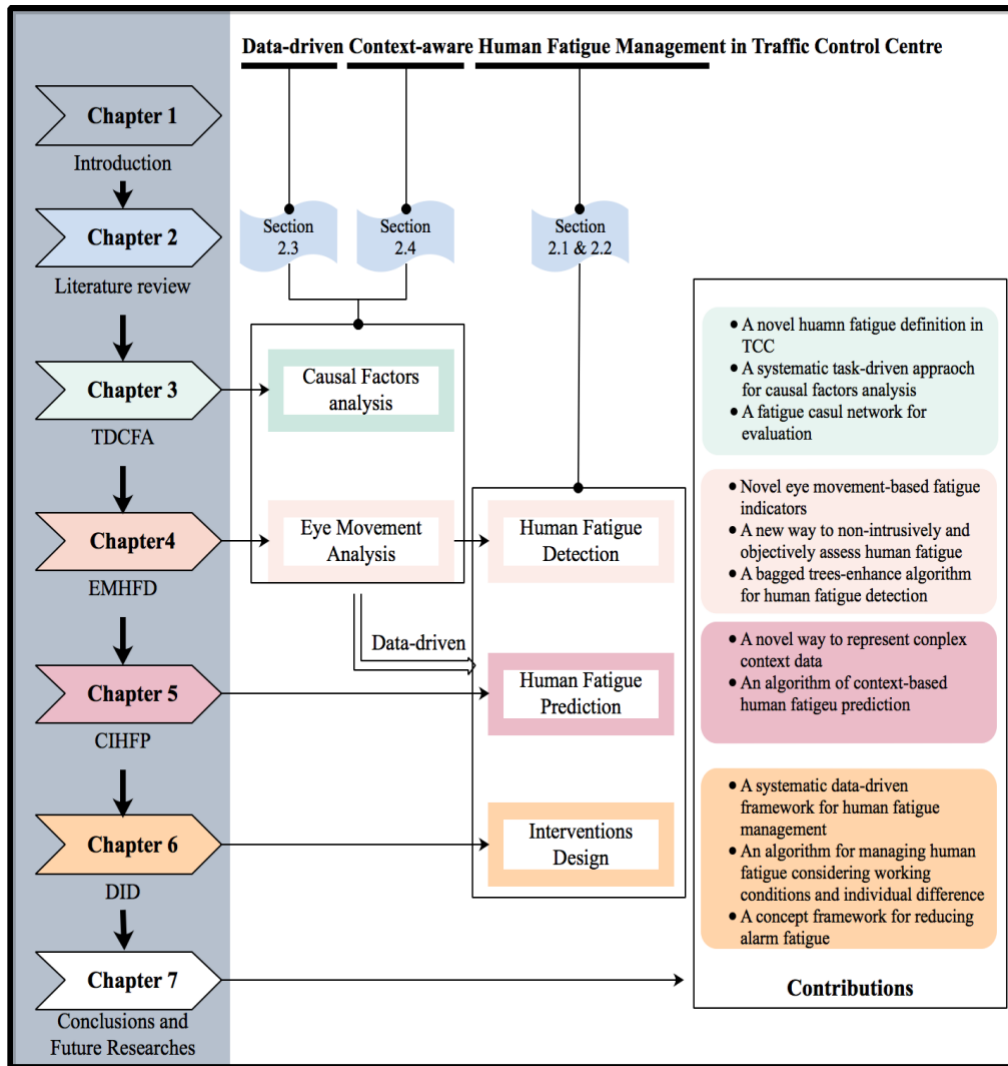 Data-driven Context-aware Human Fatigue Management in Traffic Control Centre
Chapter 1
Introduction
Chapter 2
Literature review
Chapter 3
TDCFA
Chapter4
EMHFD
Chapter 5
CIHFP
Chapter 6
DID
Chapter 7
Conclusions and
Future Researches
Section
2.3
Section
2.4
Section
2.1 & 2.2
Causal Factors
analysis
Eye Movement
Analysis
Human Fatigue
Detection
Data-driven
Human Fatigue
Prediction
Interventions
Design
• A novel huamn fatigue definition in
TCC
• A systematic task-driven appraoch
for causal factors analysis
• A fatigue casul network for
evaluation
• Novel eye movement-based fatigue
indicators
• A new way to non-intrusively and
objectively assess human fatigue
• A bagged trees-enhance algorithm
for human fatigue detection
• A novel way to represent conplex
context data
• An algorithm of context-based
human fatigeu prediction
• A systematic data-driven
framework for human fatigue
management
• An algorithm for managing human
fatigue considering working
conditions and individual difference
• A concept framework for reducing
alarm fatigue
Contributions